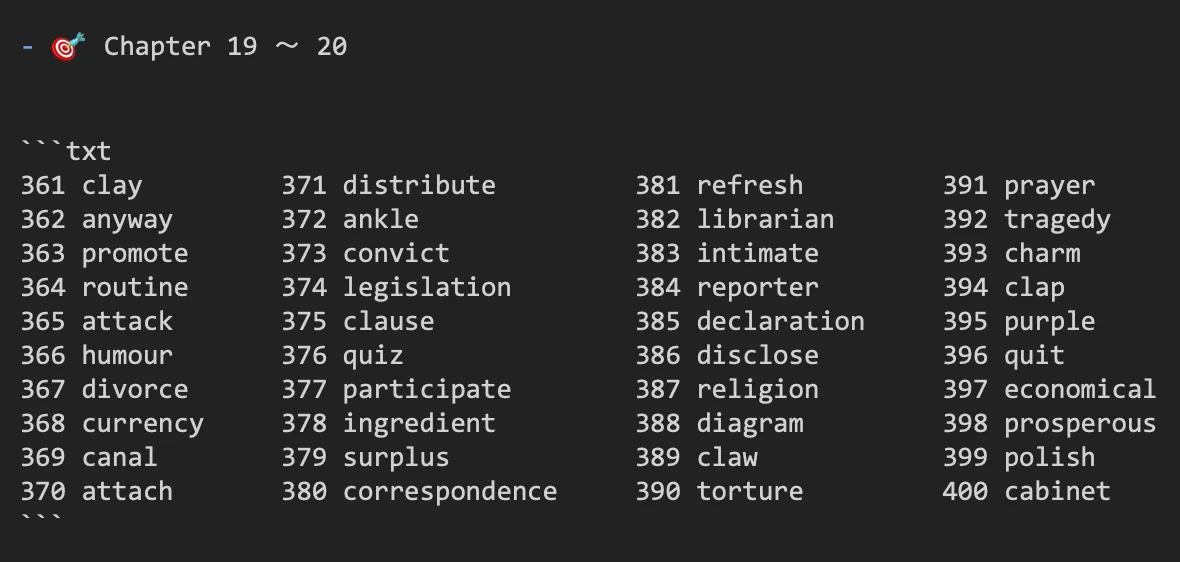 - 🎯 Chapter 19 ～ 20
```txt
361 clay 371 distribute 381 refresh 391 prayer
362 anyway 372 ankle 382 librarian 392 tragedy
363 promote 373 convict 383 intimate 393 charm
364 routine 374 legislation 384 reporter 394 clap
365 attack 375 clause 385 declaration 395 purple
366 humour 376 quiz 386 disclose 396 quit
367 divorce 377 participate 387 religion 397 economical
368 currency 378 ingredient 388 diagram 398 prosperous
369 canal 379 surplus 389 claw 399 polish
370 attach 380 correspondence 390 torture 400 cabinet
```